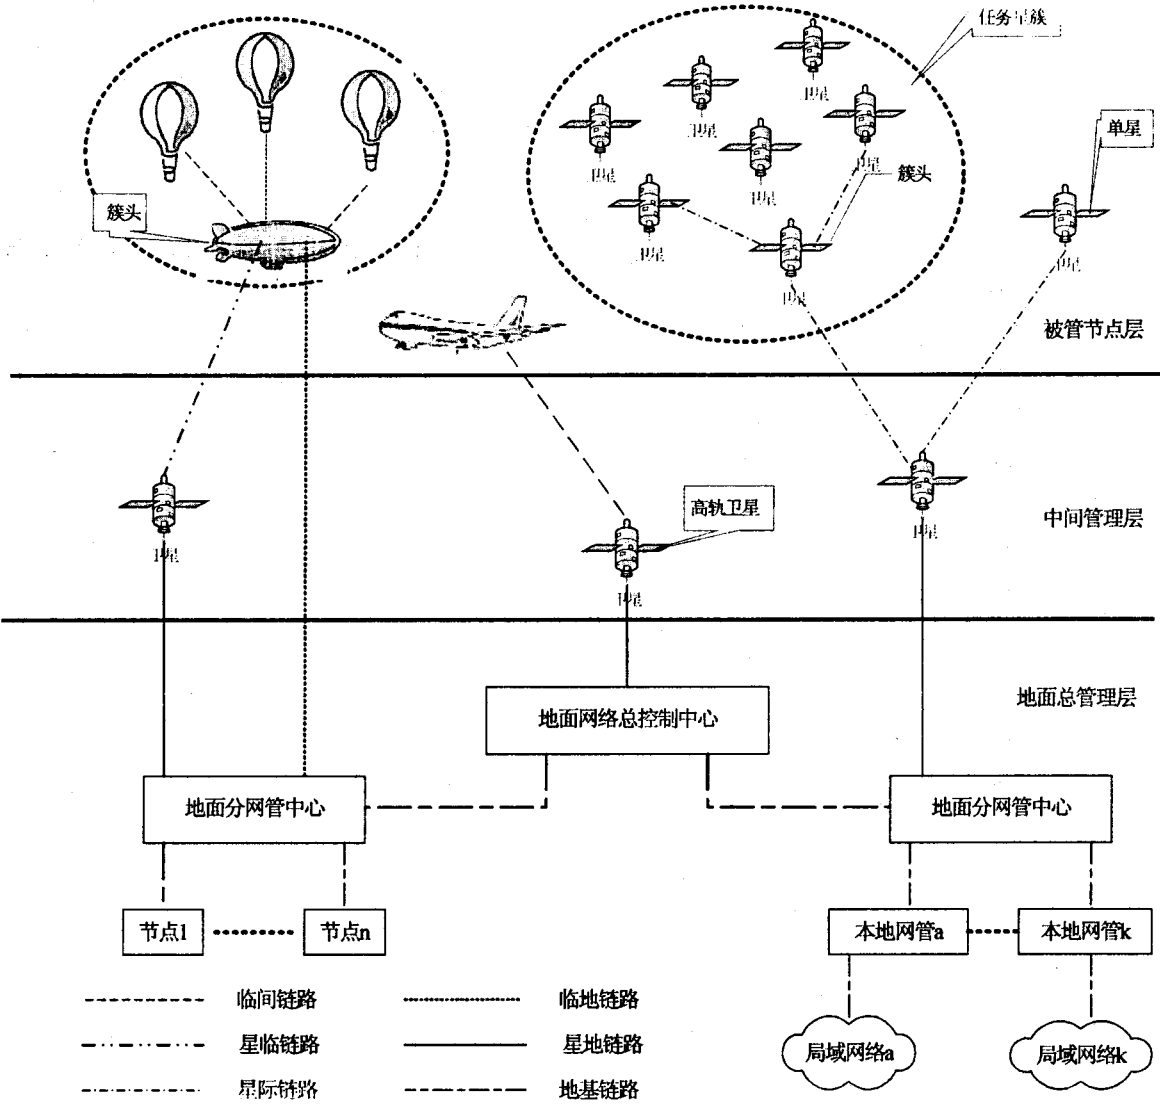 任务星簇
卫星
单星
卫星
卫星
卫星
簇头
卫星
卫星
簇头
卫星
卫星
卫星
被管节点层
高轨卫星
中间管理层
卫星
卫星
卫星
地面总管理层
地面网络总控制中心
地面分网管中心
地面分网管中心
节点1
节点n
本地网管a
本地网管k
临间链路
临地链路
星临链路
星地链路
局域网络a
局域网络k
星际链路
地基链路